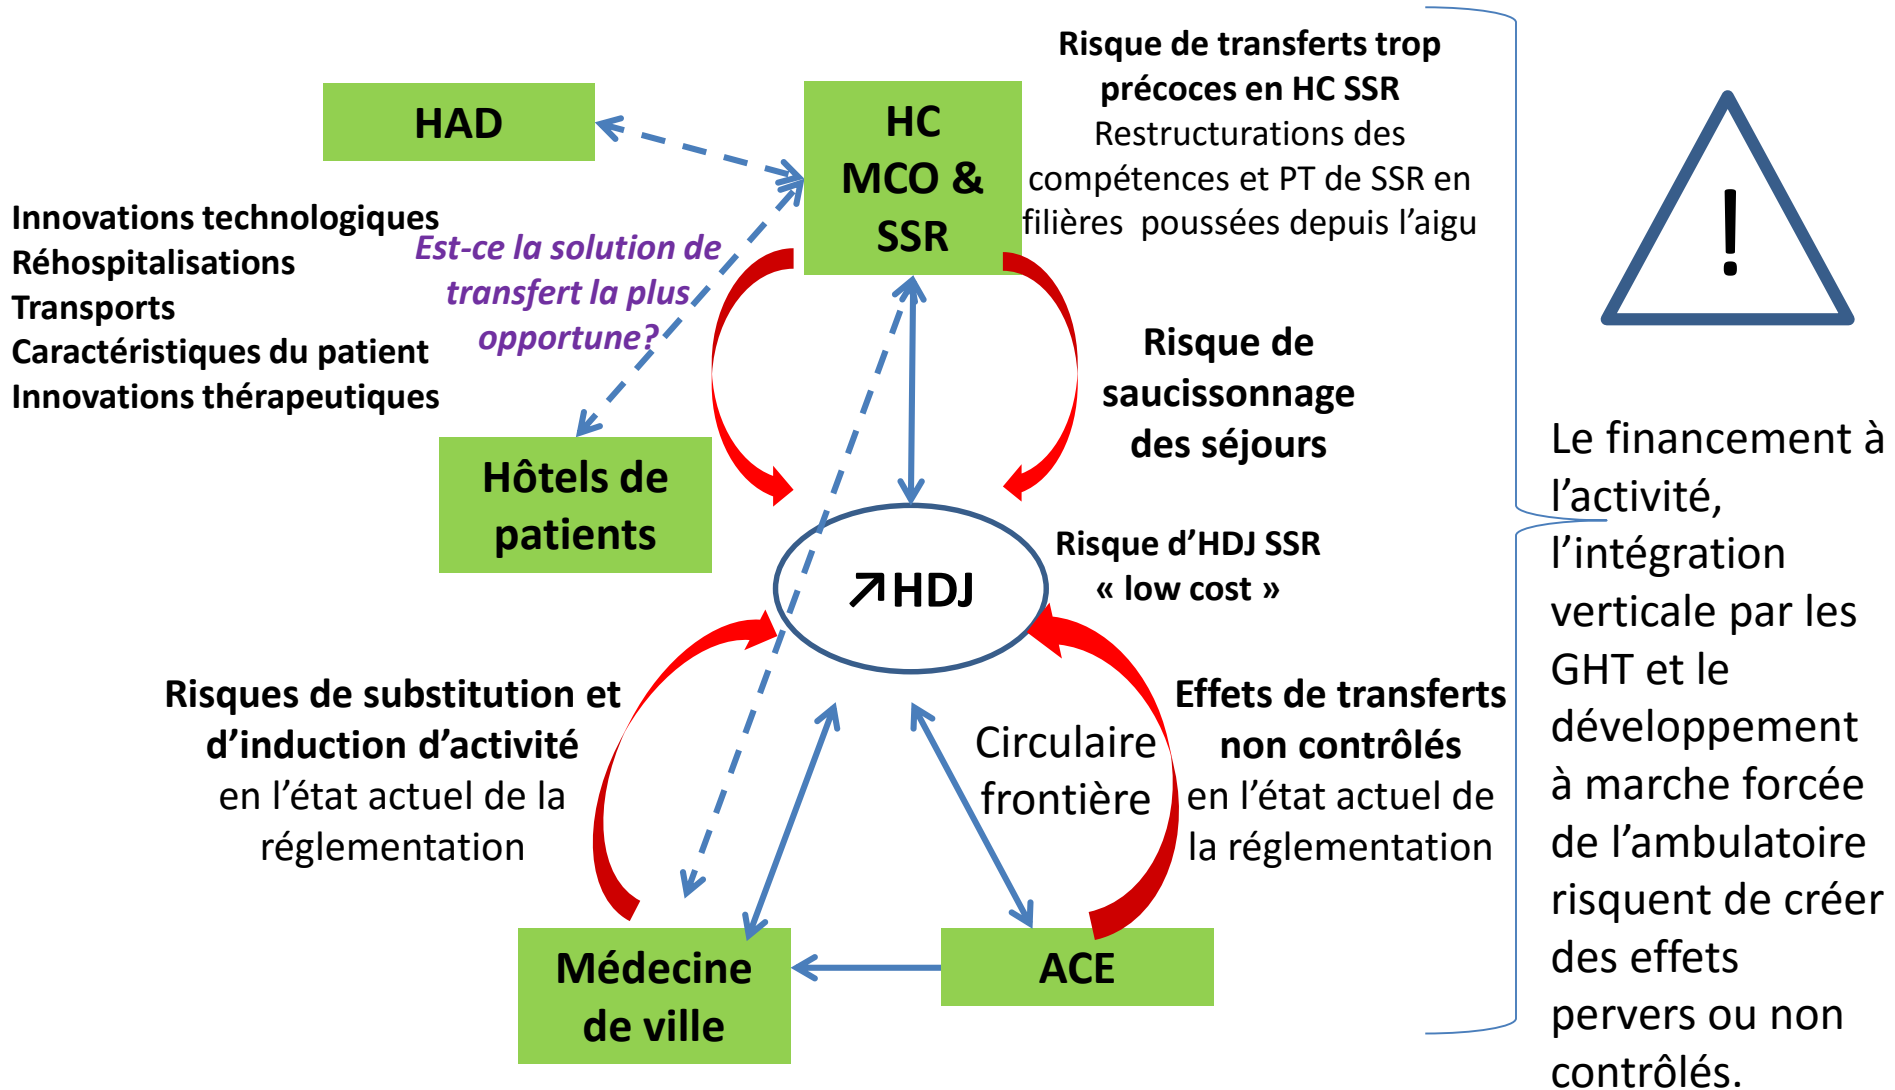 HAD
HC
MCO &
SSR
Risque de transferts trop
précoces en HC SSR
Restructurations des
compétences et PT de SSR en
filières poussées depuis l’aigu
!
Innovations technologiques
Réhospitalisations
Transports
Caractéristiques du patient
Innovations thérapeutiques
Est-ce la solution de
transfert la plus
opportune?
Risque de
saucissonnage
des séjours
Hôtels de
patients
Risque d’HDJ SSR
« low cost »
↗HDJ
Risques de substitution et
d’induction d’activité
en l’état actuel de la
réglementation
Circulaire
frontière
Effets de transferts
non contrôlés
en l’état actuel de
la réglementation
Médecine
de ville
ACE
Le financement à
l’activité,
l’intégration
verticale par les
GHT et le
développement
à marche forcée
de l’ambulatoire
risquent de créer
des effets
pervers ou non
contrôlés.